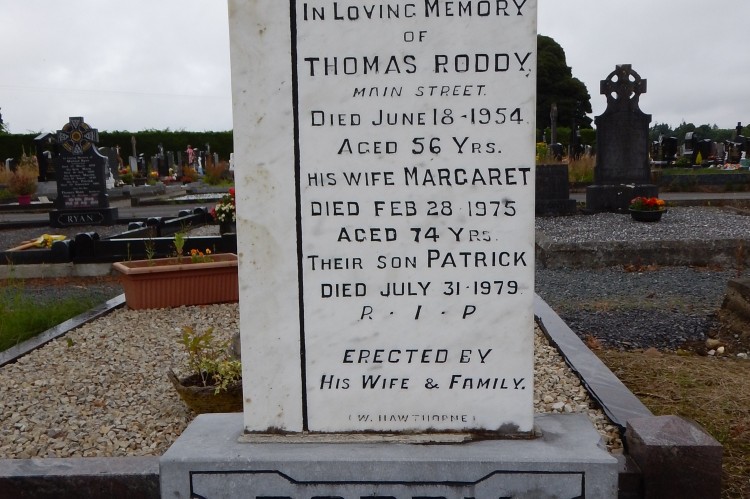 In Loving Memory
OF
THOMAS RODDY,
MAIN STREET.
Died June 18 - 1954.
Aged 56 Yrs.
HIS WIFE MARGARET
DIED FEB 28 1975
AGED 74 YRS.
Their son Patrick
DIED JULY 31 - 1979.
R · I · P
ERECTED BY
His Wife & Family.
(W. HAWTHORNE)
RODDY
RYAN